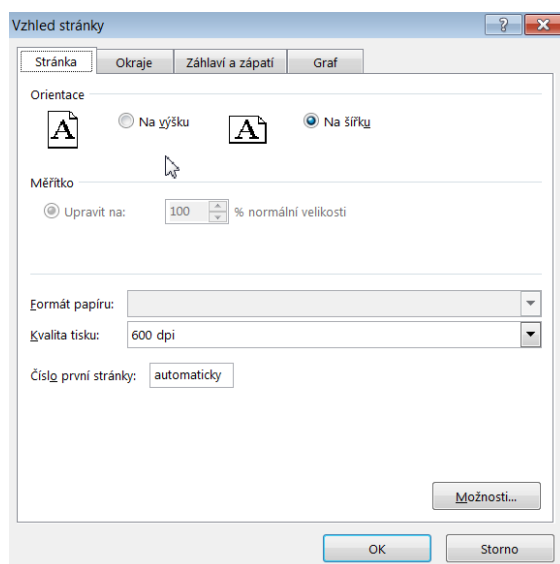 Vzhled stránky
Stránka Okraje Záhlaví a zápatí Graf
Orientace
A Na výšku A Na šířku
Měřítko
Upravit na: 100 % normální velikosti
Formát papíru:
Kvalita tisku: 600 dpi
Číslo první stránky: automaticky
Možnosti...
OK Storno